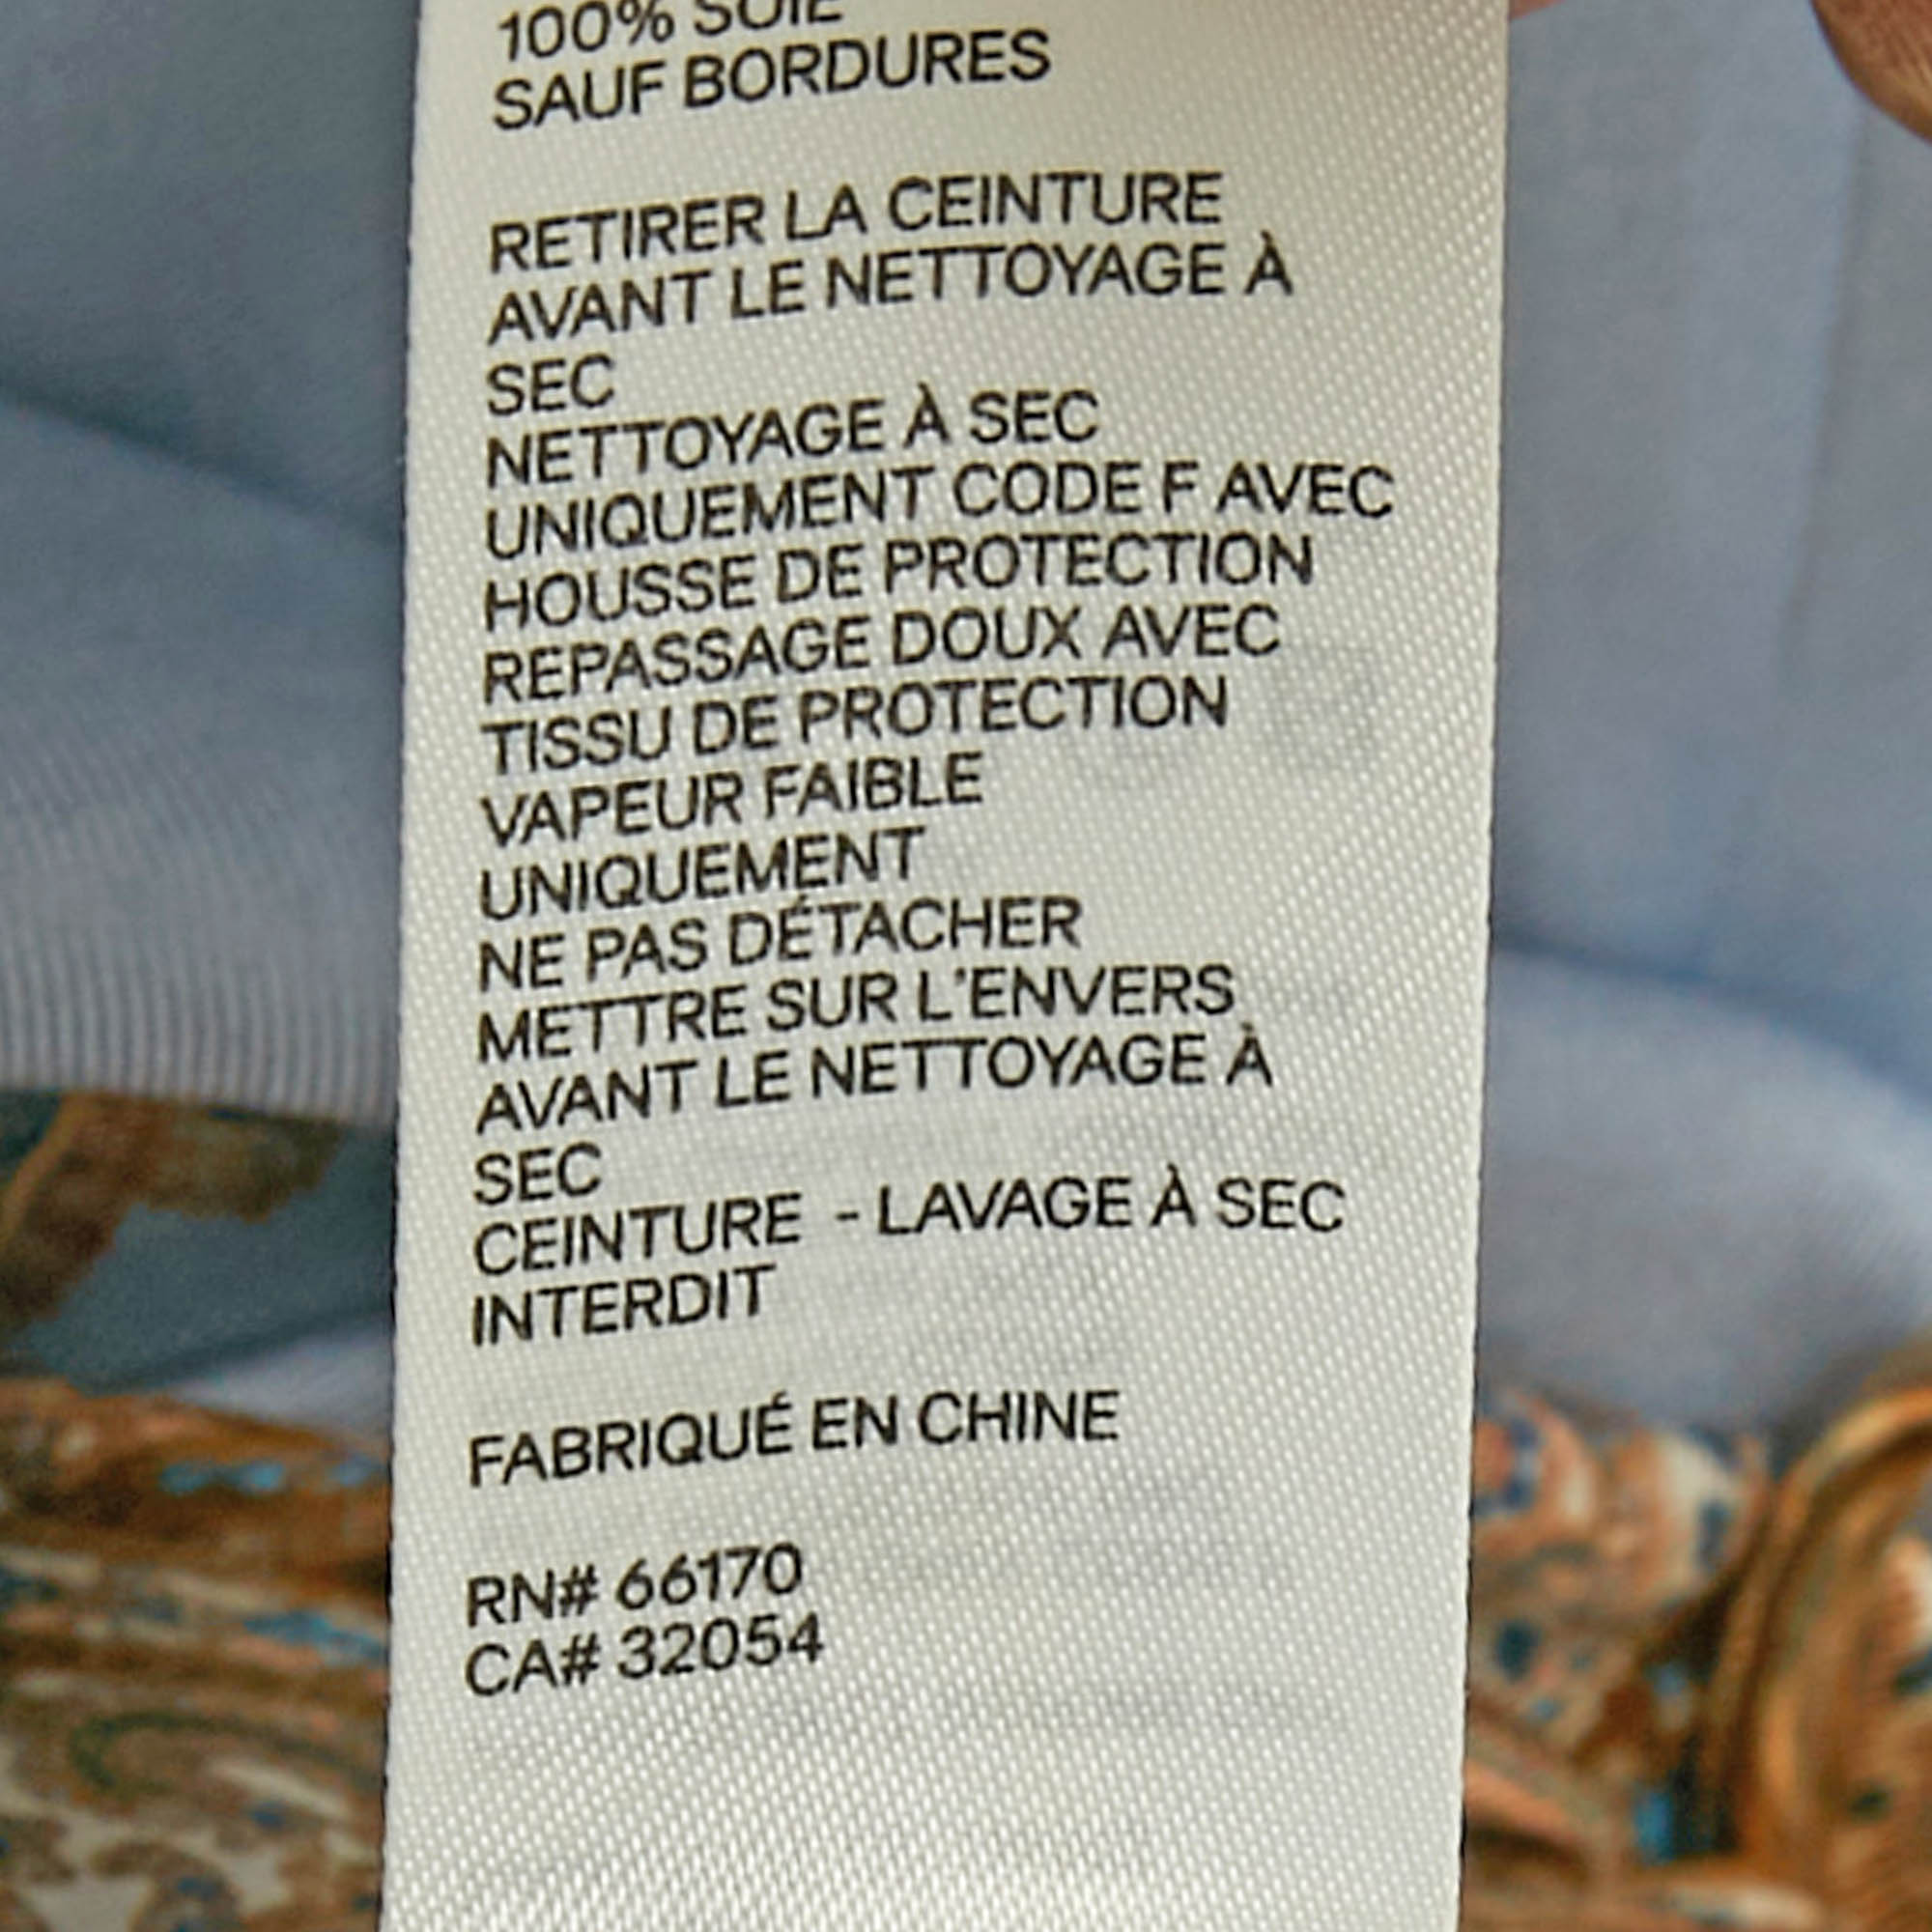 100% SOIE
SAUF BORDURES
RETIRER LA CEINTURE
AVANT LE NETTOYAGE À
SEC
NETTOYAGE À SEC
UNIQUEMENT CODE F AVEC
HOUSSE DE PROTECTION
REPASSAGE DOUX AVEC
TISSU DE PROTECTION
VAPEUR FAIBLE
UNIQUEMENT
NE PAS DÉTACHER
METTRE SUR L'ENVERS
AVANT LE NETTOYAGE À
SEC
CEINTURE - LAVAGE À SEC
INTERDIT
FABRIQUÉ EN CHINE
RN# 66170
CA# 32054